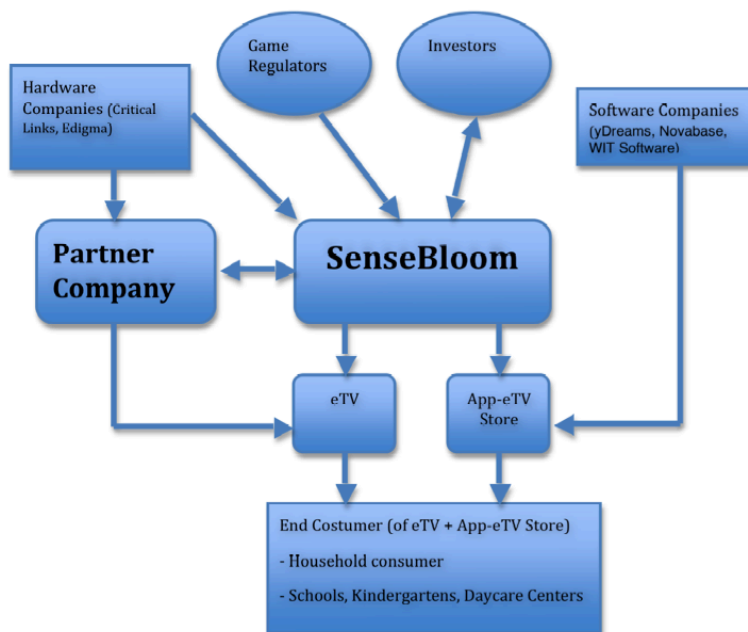 Game
Regulators
Investors
Hardware
Companies (Critical
Links, Edigma)
Software Companies
(yDreams, Novabase,
WIT Software)
Partner
Company
SenseBloom
eTV
App-eTV
Store
End Costumer (of eTV + App-eTV Store)
- Household consumer
- Schools, Kindergartens, Daycare Centers